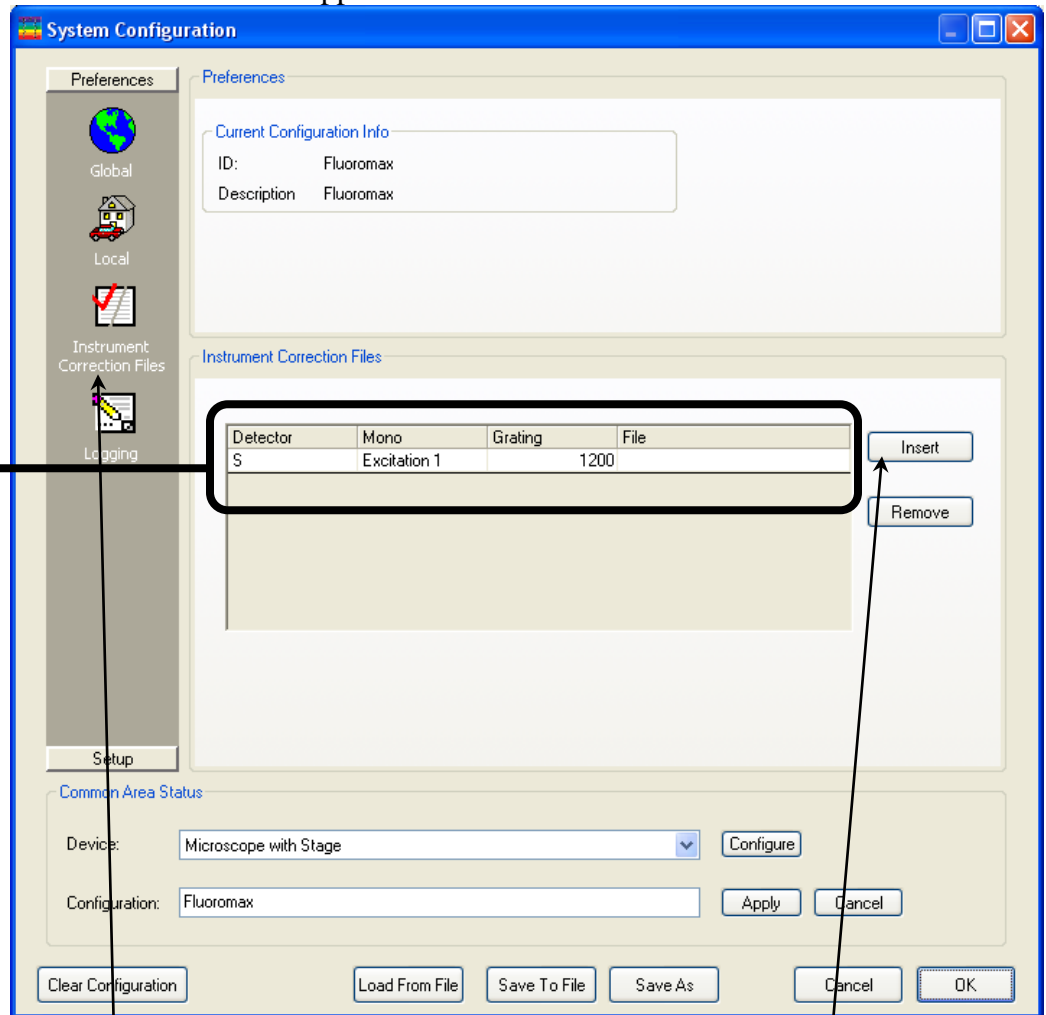 System Configuration
Preferences
Global
Local
Instrument
Correction Files
Logging
Setup
Preferences
Current Configuration Info
ID: Fluoromax
Description Fluoromax
Instrument Correction Files
Detector Mono Grating File
S Excitation 1 1200
Insert
Remove
Common Area Status
Device: Microscope with Stage Configure
Configuration: Fluoromax Apply Cancel
Clear Configuration Load From File Save To File Save As Cancel OK